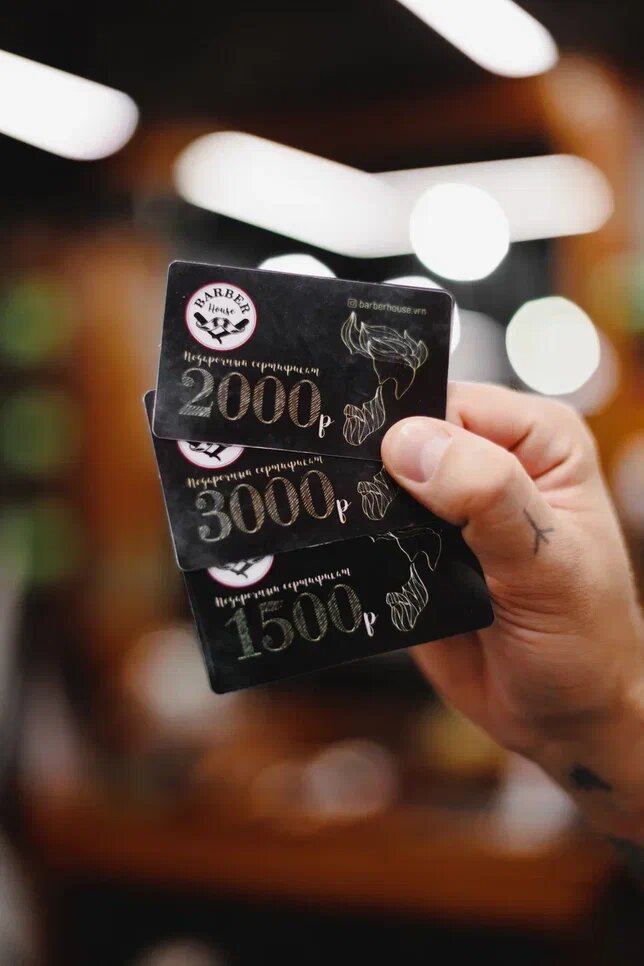 BARBER
House
barberhouse.vrn
Подарочный сертификат
2000р
Подарочный сертификат
3000р
Подарочный сертификат
1500р